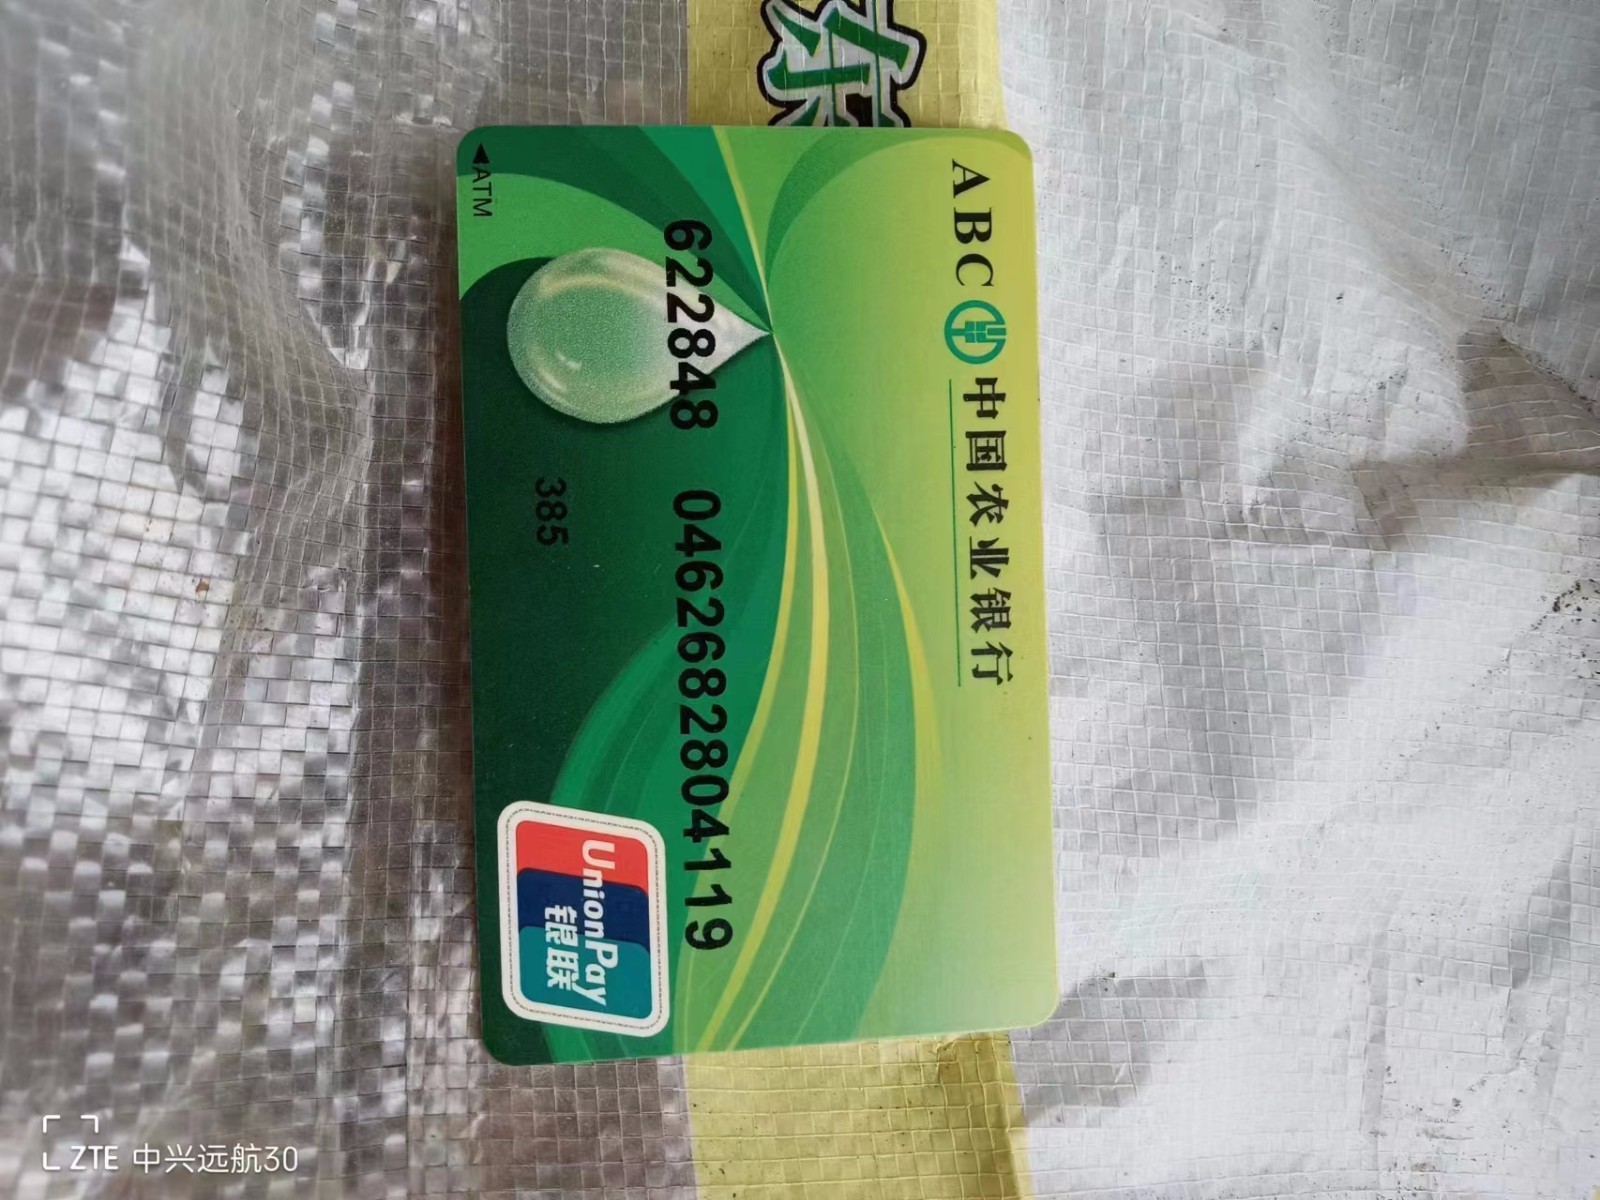 东
ABC 中国农业银行
622848 0462682804119
385
◀ATM
UnionPay
银联
ZTE 中兴远航30